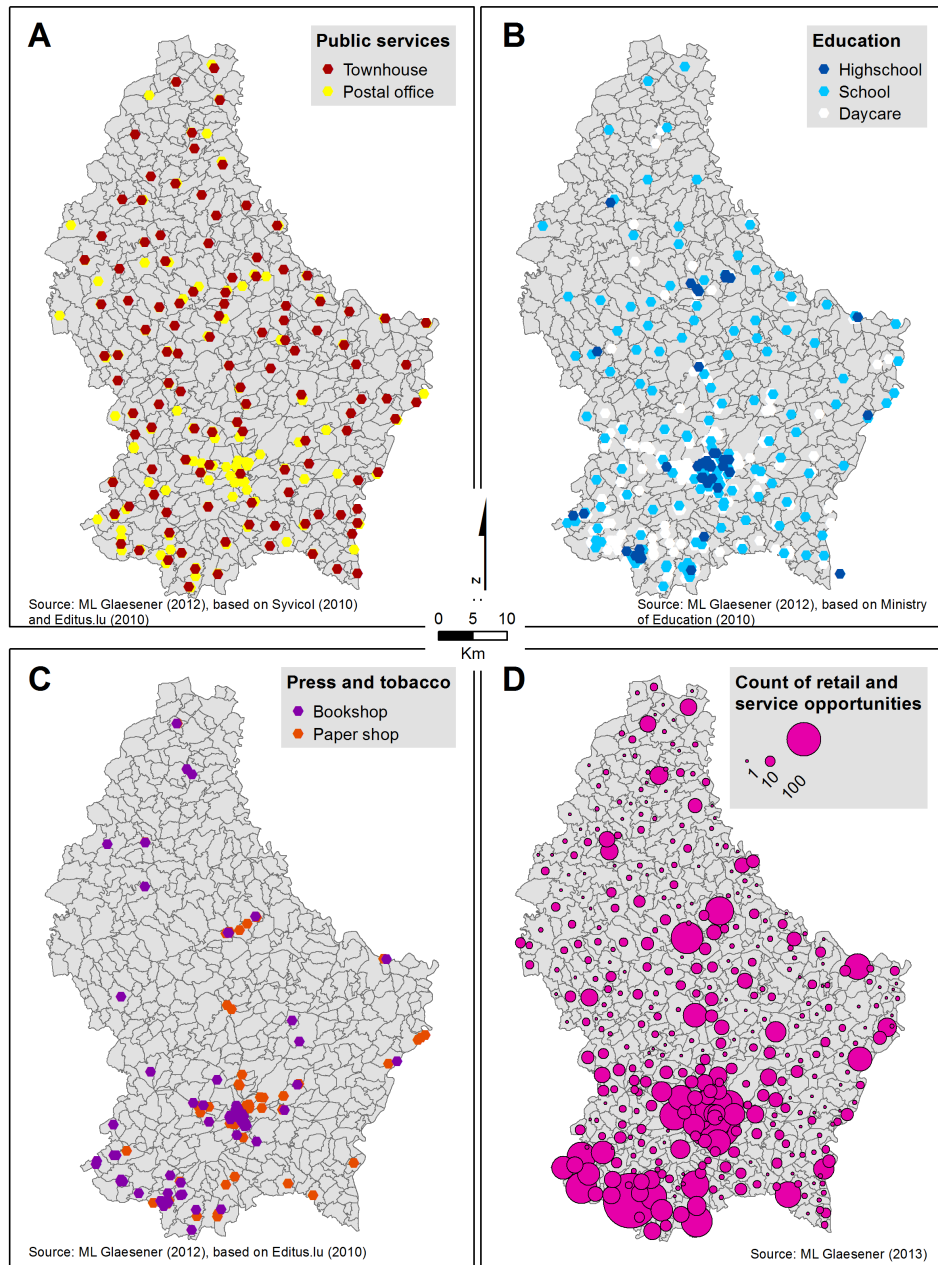 A
Public services
Townhouse
Postal office
Source: ML Glaesener (2012), based on Syvicol (2010)
and Editus.lu (2010)
B
Education
Highschool
School
Daycare
Source: ML Glaesener (2012), based on Ministry
of Education (2010)
N
0 5 10
Km
C
Press and tobacco
Bookshop
Paper shop
Source: ML Glaesener (2012), based on Editus.lu (2010)
D
Count of retail and
service opportunities
1
10
100
Source: ML Glaesener (2013)